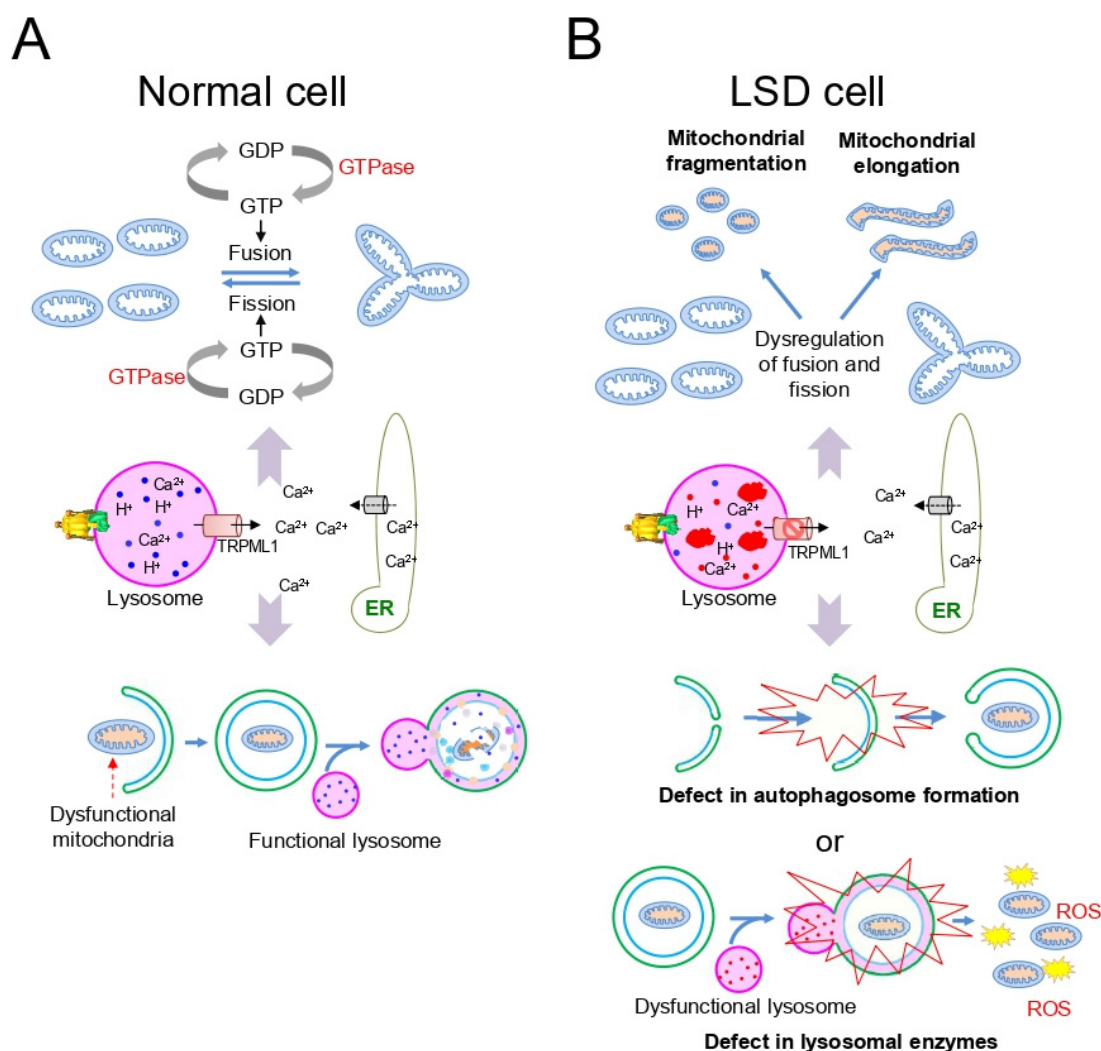 A
Normal cell
GDP
GTPase
GTP
Fusion
Fission
GTP
GTPase
GDP
Ca²⁺
H⁺
H⁺
Ca²⁺
H⁺
TRPML1
Lysosome
Ca²⁺
Ca²⁺
Ca²⁺
Ca²⁺
Ca²⁺
Ca²⁺
ER
Dysfunctional
mitochondria
Functional lysosome
B
LSD cell
Mitochondrial
fragmentation
Mitochondrial
elongation
Dysregulation
of fusion and
fission
H⁺
Ca²⁺
H⁺
Ca²⁺
TRPML1
Lysosome
Ca²⁺
Ca²⁺
Ca²⁺
Ca²⁺
ER
Defect in autophagosome formation
or
ROS
ROS
Dysfunctional lysosome
Defect in lysosomal enzymes